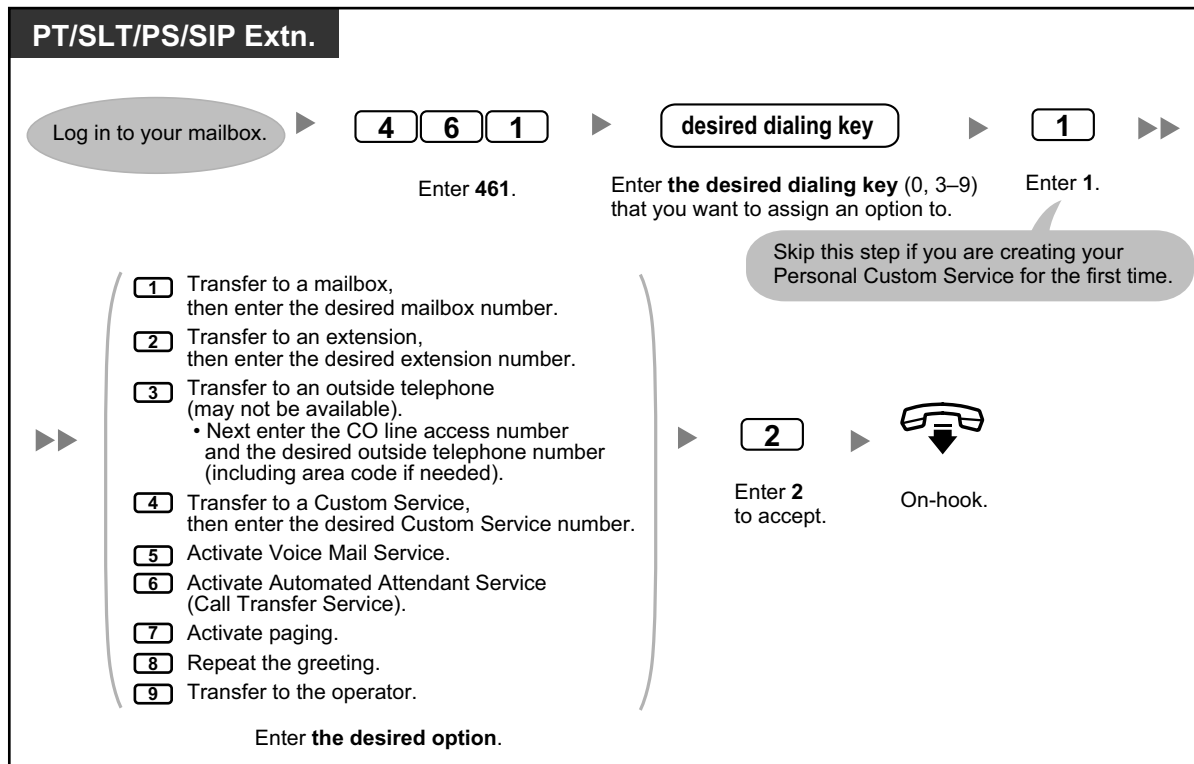 PT/SLT/PS/SIP Extn.
Log in to your mailbox.
4 6 1
desired dialing key
1
Enter 461.
Enter the desired dialing key (0, 3–9)
that you want to assign an option to.
Enter 1.
Skip this step if you are creating your
Personal Custom Service for the first time.
1 Transfer to a mailbox,
then enter the desired mailbox number.
2 Transfer to an extension,
then enter the desired extension number.
3 Transfer to an outside telephone
(may not be available).
• Next enter the CO line access number
and the desired outside telephone number
(including area code if needed).
4 Transfer to a Custom Service,
then enter the desired Custom Service number.
5 Activate Voice Mail Service.
6 Activate Automated Attendant Service
(Call Transfer Service).
7 Activate paging.
8 Repeat the greeting.
9 Transfer to the operator.
Enter the desired option.
2
Enter 2
to accept.
On-hook.